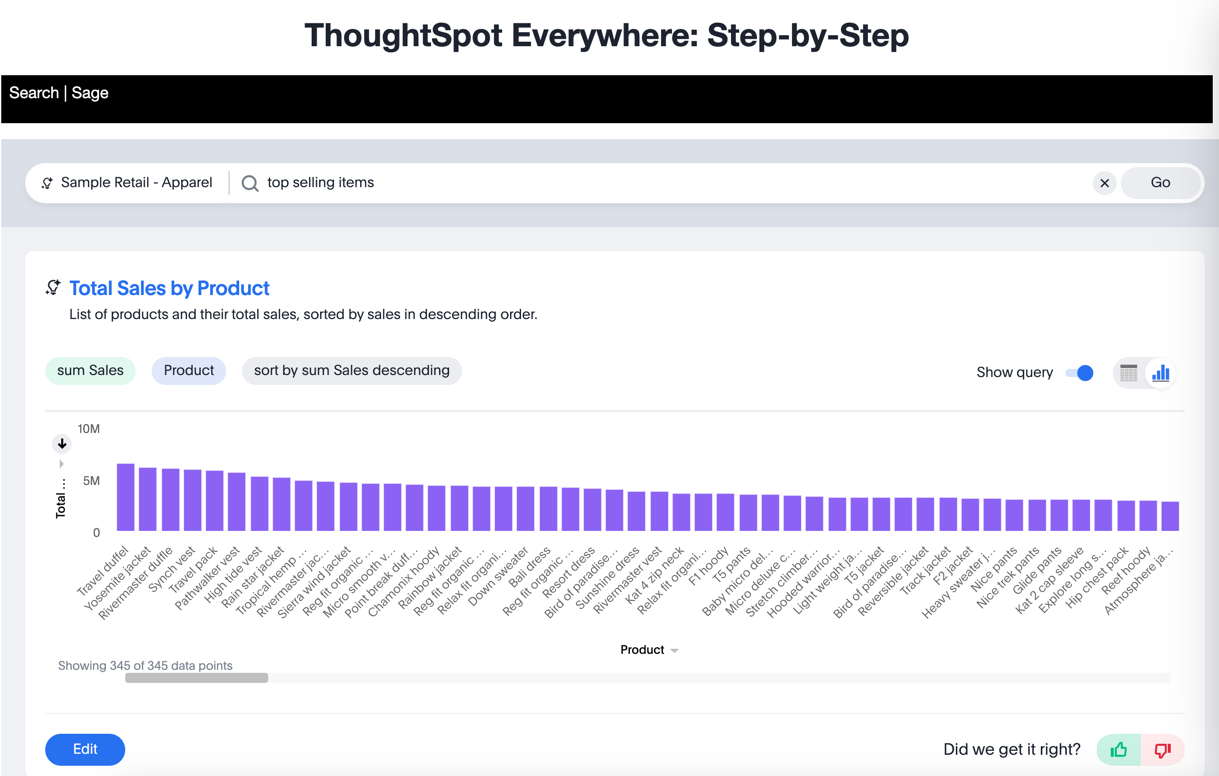 ThoughtSpot Everywhere: Step-by-Step
Search | Sage
Sample Retail - Apparel
top selling items
Go
Total Sales by Product
List of products and their total sales, sorted by sales in descending order.
sum Sales
Product
sort by sum Sales descending
Show query
10M
5M
0
Total ...
Travel duffel
Yosemite jacket
Rivermaster duffle
Synch vest
Travel pack
Pathwalker vest
High tide vest
Rain star jacket
Tropical hemp ...
Rivermaster jac...
Sierra wind jacket
Reg fit organic ...
Micro smooth v...
Point break duff...
Chamonix hoody
Rainbow jacket
Reg fit organic ...
Relax fit organi...
Down sweater
Bali dress
Reg fit organic ...
Resort dress
Bird of paradise...
Sunshine dress
Rivermaster vest
Kat 4 zip neck
Relax fit organi...
F1 hoody
T5 pants
Baby micro del...
Micro deluxe c...
Stretch climber...
Hooded warrior...
Light weight ja...
T5 jacket
Bird of paradise...
Reversible jacket
Track jacket
F2 jacket
Heavy sweater j...
Nice pants
Nice trek pants
Glide pants
Kat 2 cap sleeve
Explore long s...
Hip chest pack
Reef hoody
Atmosphere ja...
Product
Showing 345 of 345 data points
Edit
Did we get it right?